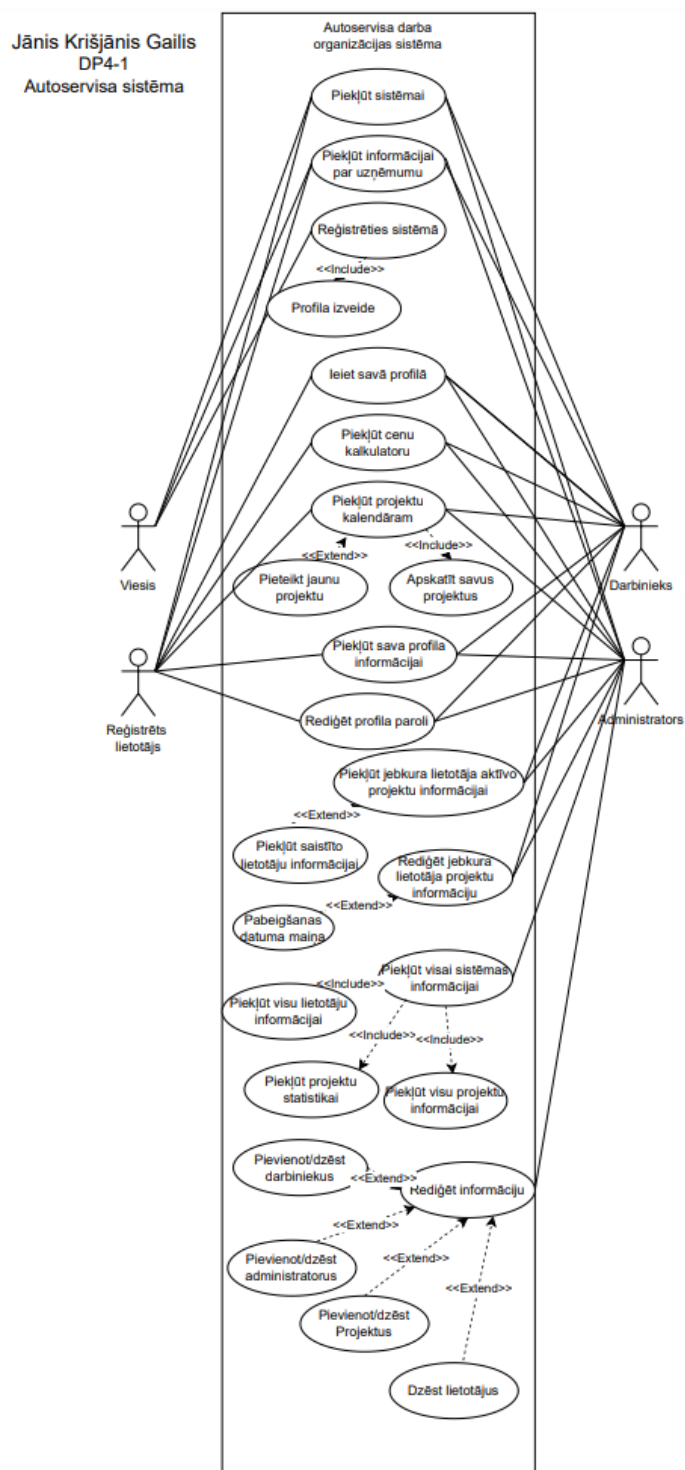 Jānis Krišjānis Gailis
DP4-1
Autoservisa sistēma
Autoservisa darba
organizācijas sistēma
Piekļūt sistēmai
Piekļūt informācijai
par uzņēmumu
Reģistrēties sistēmā
<<Include>>
Profila izveide
Ieiet savā profilā
Piekļūt cenu
kalkulatoru
Piekļūt projektu
kalendāram
<<Extend>>
<<Include>>
Pieteikt jaunu
projektu
Apskatīt savus
projektus
Viesis
Darbinieks
Piekļūt sava profila
informācijai
Reģistrēts
lietotājs
Administrators
Rediģēt profila paroli
Piekļūt jebkura lietotāja aktīvo
projektu informācijai
<<Extend>>
Piekļūt saistīto
lietotāju informācijai
Rediģēt jebkura
lietotāja projektu
informāciju
<<Extend>>
Pabeigšanas
datuma maiņa
Piekļūt visai sistēmas
informācijai
<<Include>>
Piekļūt visu lietotāju
informācijai
<<Include>>
<<Include>>
Piekļūt projektu
statistikai
Piekļūt visu projektu
informācijai
Pievienot/dzēst
darbiniekus
<<Extend>>
Rediģēt informāciju
<<Extend>>
Pievienot/dzēst
administratorus
<<Extend>>
<<Extend>>
Pievienot/dzēst
Projektus
Dzēst lietotājus